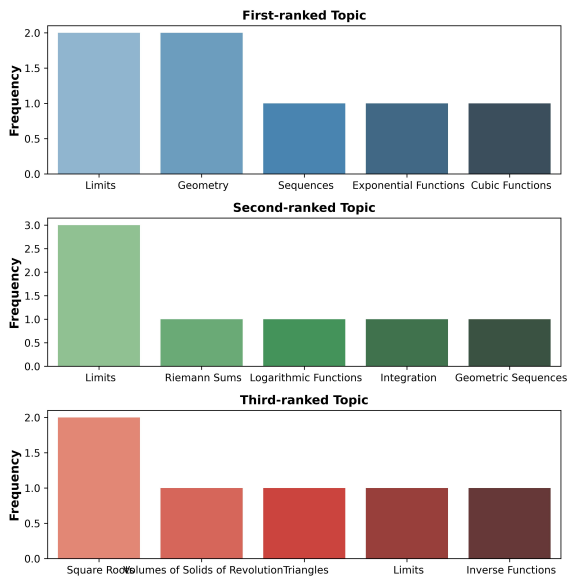 First-ranked Topic
Frequency
2.0
1.5
1.0
0.5
0.0
Limits Geometry Sequences Exponential Functions Cubic Functions
Second-ranked Topic
Frequency
3.0
2.5
2.0
1.5
1.0
0.5
0.0
Limits Riemann Sums Logarithmic Functions Integration Geometric Sequences
Third-ranked Topic
Frequency
2.0
1.5
1.0
0.5
0.0
Square Roots Volumes of Solids of Revolution Triangles Limits Inverse Functions